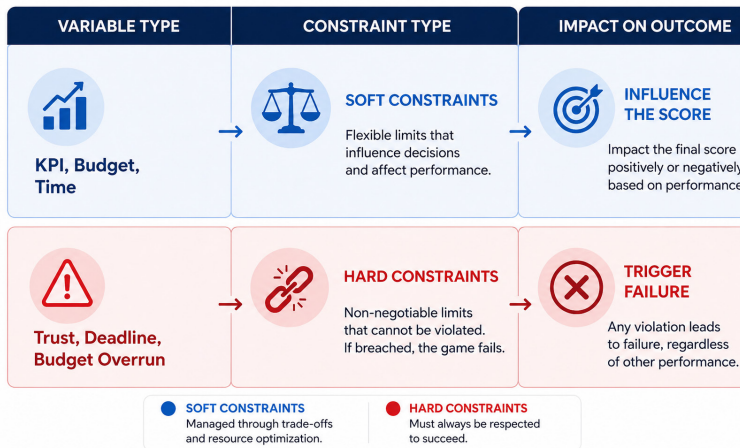 VARIABLE TYPE
CONSTRAINT TYPE
IMPACT ON OUTCOME
KPI, Budget,
Time
SOFT CONSTRAINTS
Flexible limits that
influence decisions
and affect performance.
INFLUENCE
THE SCORE
Impact the final score
positively or negatively
based on performance
Trust, Deadline,
Budget Overrun
HARD CONSTRAINTS
Non-negotiable limits
that cannot be violated.
If breached, the game fails.
TRIGGER
FAILURE
Any violation leads
to failure, regardless
of other performance.
SOFT CONSTRAINTS
Managed through trade-offs
and resource optimization.
HARD CONSTRAINTS
Must always be respected
to succeed.